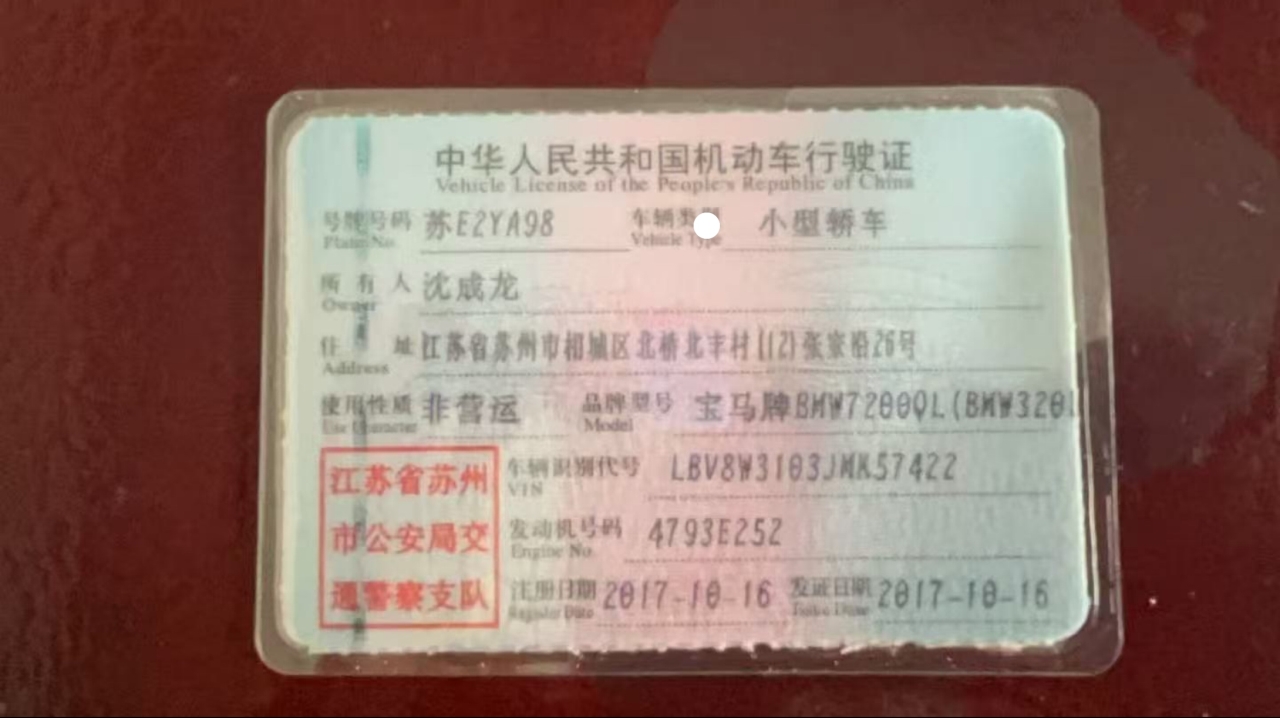 中华人民共和国机动车行驶证
Vehicle License of the People's Republic of China
号牌号码 苏E2YA98 车辆类型 小型轿车
Plate No. Vehicle Type
所有人 沈成龙
Owner
住址 江苏省苏州市相城区北桥北丰村(12)张家浜26号
Address
使用性质 非营运 品牌型号 宝马牌BMW7200QL(BMW320L
Use Character Model
江苏省苏州 车辆识别代号 LBV8W3103JMK57422
VIN
市公安局交 发动机号码 4793E252
Engine No.
通警察支队 注册日期 2017-10-16 发证日期 2017-10-16
Register Date Issue Date